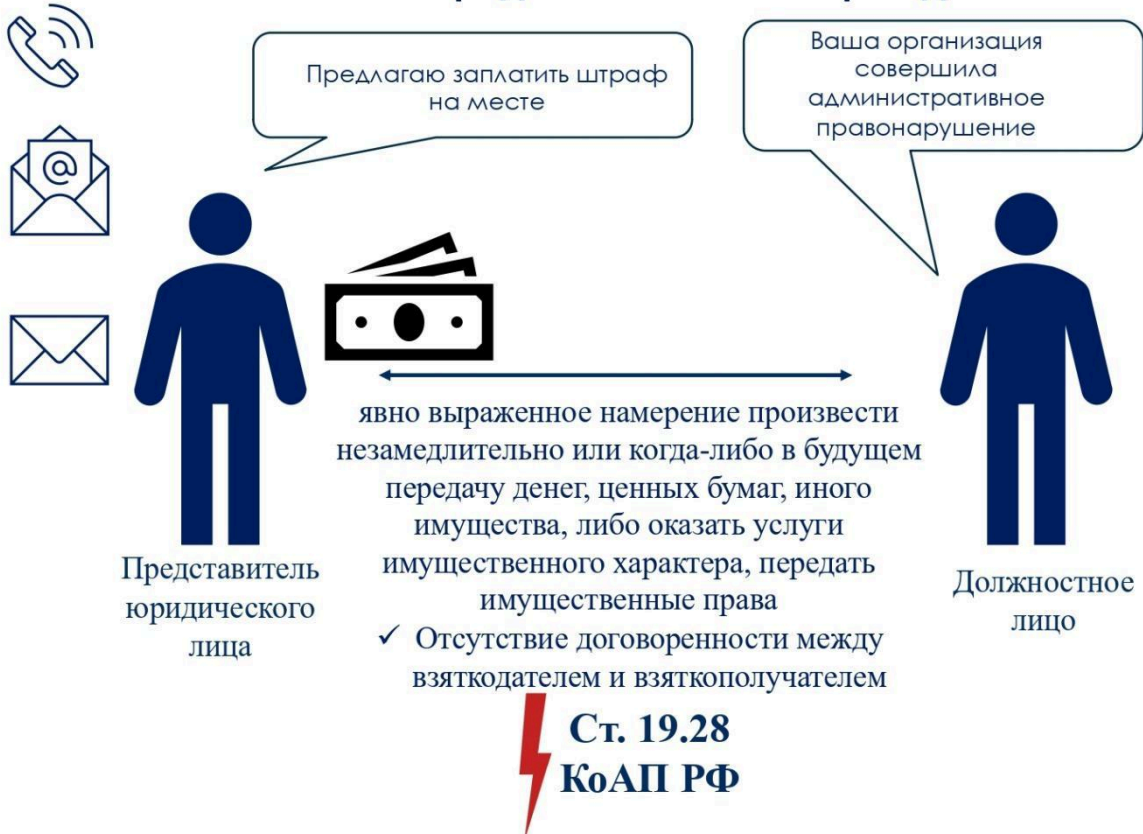 Предлагаю заплатить штраф
на месте
Ваша организация
совершила
административное
правонарушение
@
явно выраженное намерение произвести
незамедлительно или когда-либо в будущем
передачу денег, ценных бумаг, иного
имущества, либо оказать услуги
имущественного характера, передать
имущественные права
✓ Отсутствие договоренности между
взяткодателем и взяткополучателем
Представитель
юридического
лица
Должностное
лицо
Ст. 19.28
КоАП РФ